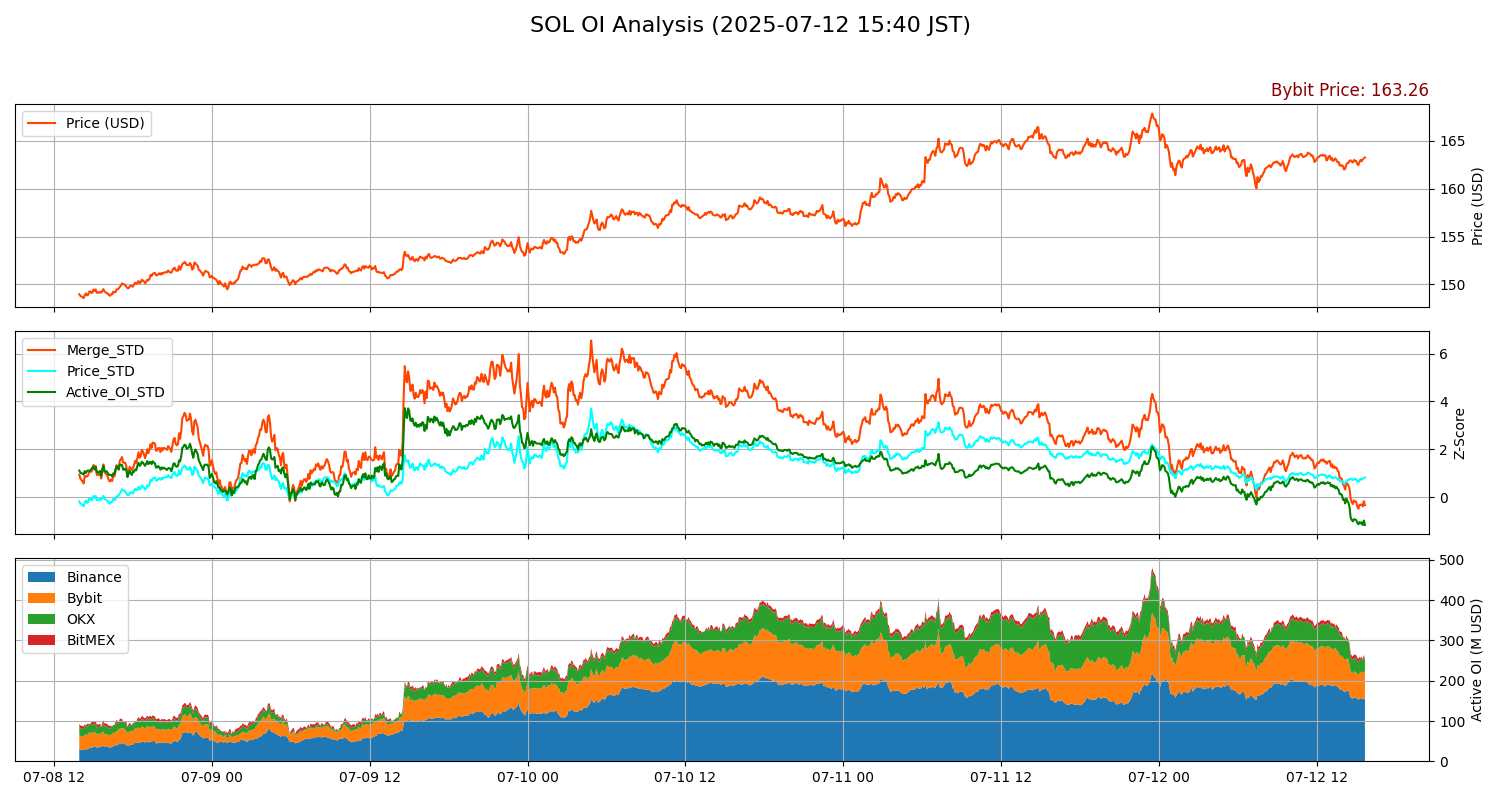 SOL OI Analysis (2025-07-12 15:40 JST)
Bybit Price: 163.26
Price (USD)
165
160
155
150
Price (USD)
Merge_STD
Price_STD
Active_OI_STD
6
4
2
0
Z-Score
Binance
Bybit
OKX
BitMEX
500
400
300
200
100
0
Active OI (M USD)
07-08 12
07-09 00
07-09 12
07-10 00
07-10 12
07-11 00
07-11 12
07-12 00
07-12 12